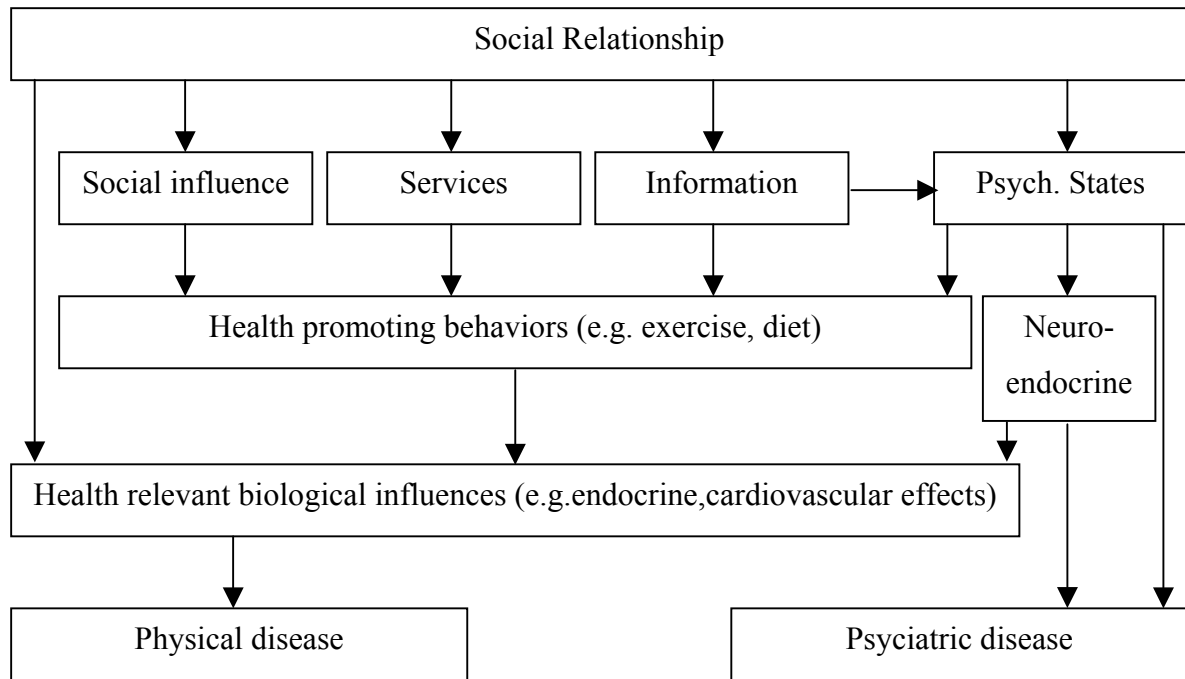 Social Relationship
Social influence
Services
Information
Psych. States
Health promoting behaviors (e.g. exercise, diet)
Neuro-
endocrine
Health relevant biological influences (e.g.endocrine,cardiovascular effects)
Physical disease
Psyciatric disease